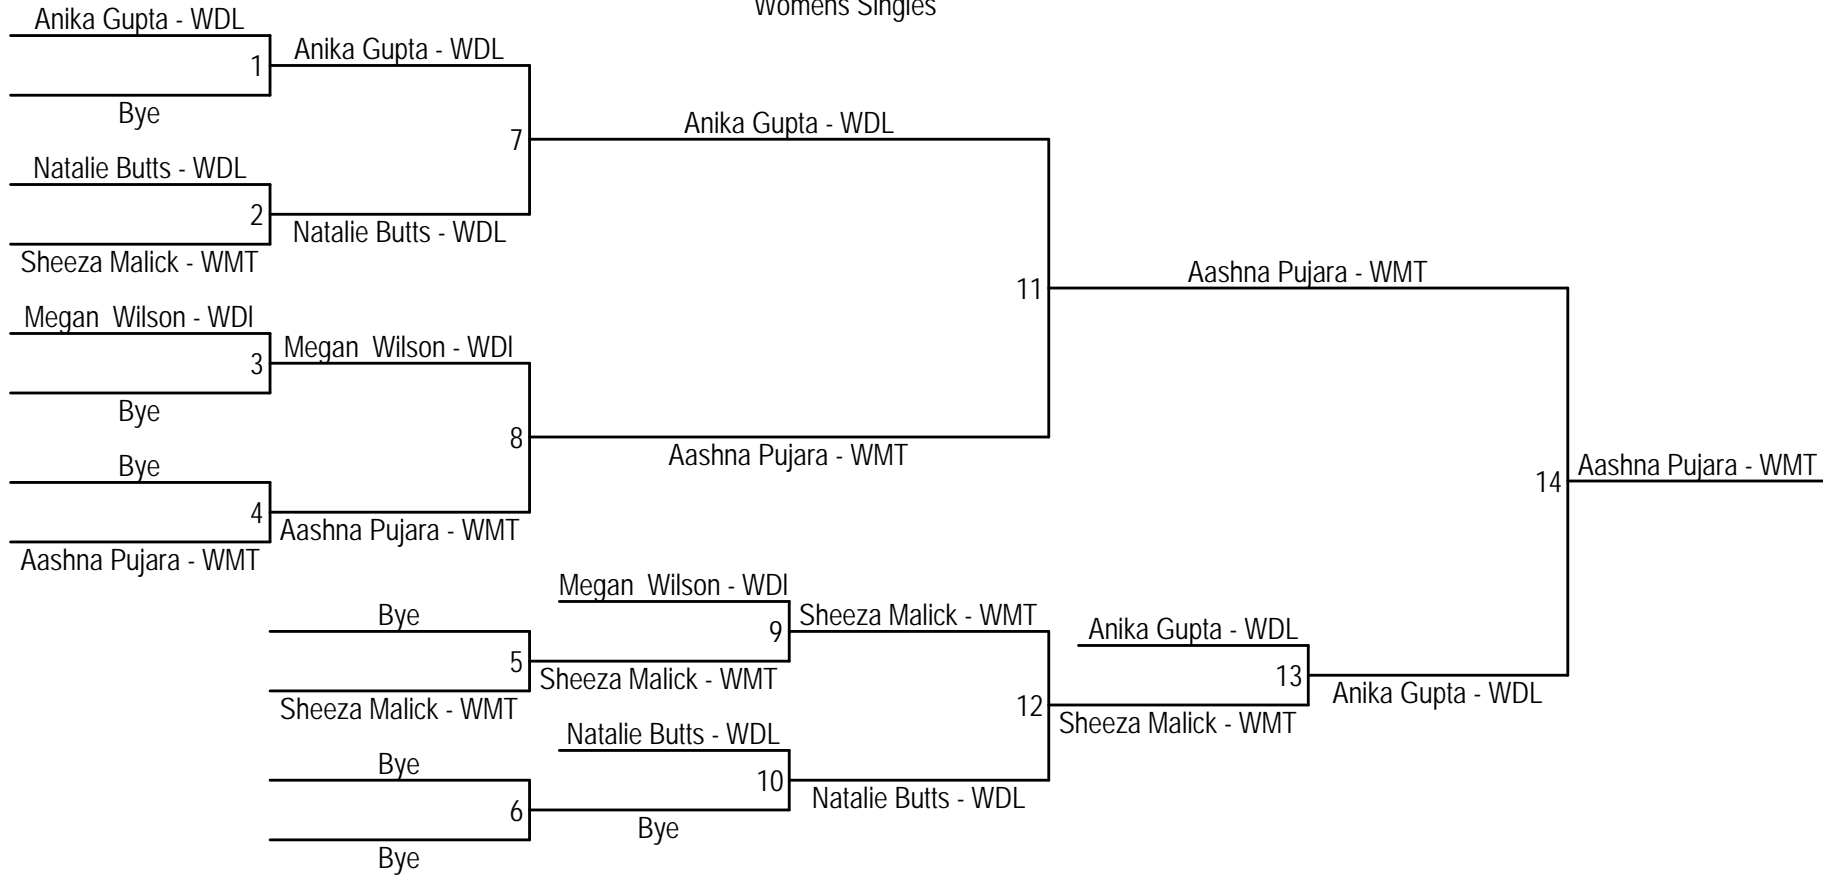 Womens Singles
Anika Gupta - WDL
1
Anika Gupta - WDL
Bye
7
Anika Gupta - WDL
Natalie Butts - WDL
2
Natalie Butts - WDL
Sheeza Malick - WMT
11
Aashna Pujara - WMT
Megan  Wilson - WDI
3
Megan  Wilson - WDI
Bye
8
Aashna Pujara - WMT
Bye
4
Aashna Pujara - WMT
Aashna Pujara - WMT
14
Aashna Pujara - WMT
Bye
5
Sheeza Malick - WMT
Sheeza Malick - WMT
Megan  Wilson - WDI
9
Sheeza Malick - WMT
Anika Gupta - WDL
13
Anika Gupta - WDL
12
Sheeza Malick - WMT
Natalie Butts - WDL
10
Natalie Butts - WDL
Bye
6
Bye
Bye